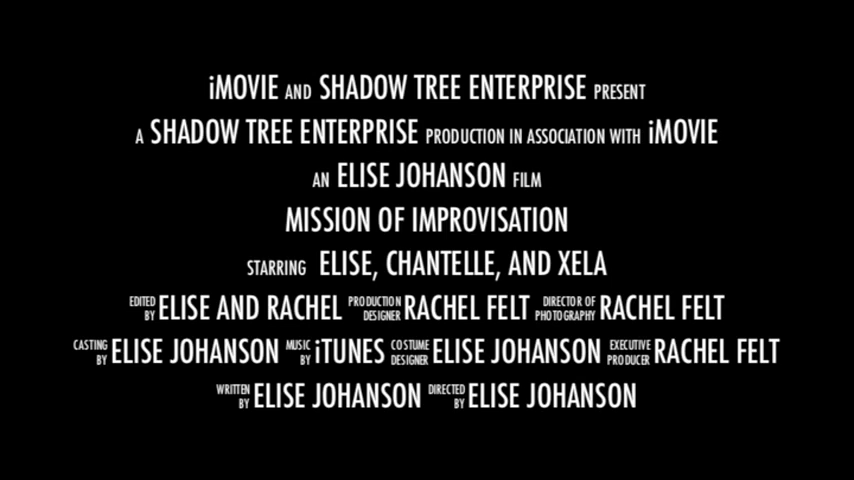 iMOVIE AND SHADOW TREE ENTERPRISE PRESENT
A SHADOW TREE ENTERPRISE PRODUCTION IN ASSOCIATION WITH iMOVIE
AN ELISE JOHANSON FILM
MISSION OF IMPROVISATION
STARRING ELISE, CHANTELLE, AND XELA
EDITED BY ELISE AND RACHEL PRODUCTION DESIGNER RACHEL FELT DIRECTOR OF PHOTOGRAPHY RACHEL FELT
CASTING BY ELISE JOHANSON MUSIC BY iTUNES COSTUME DESIGNER ELISE JOHANSON EXECUTIVE PRODUCER RACHEL FELT
WRITTEN BY ELISE JOHANSON DIRECTED BY ELISE JOHANSON